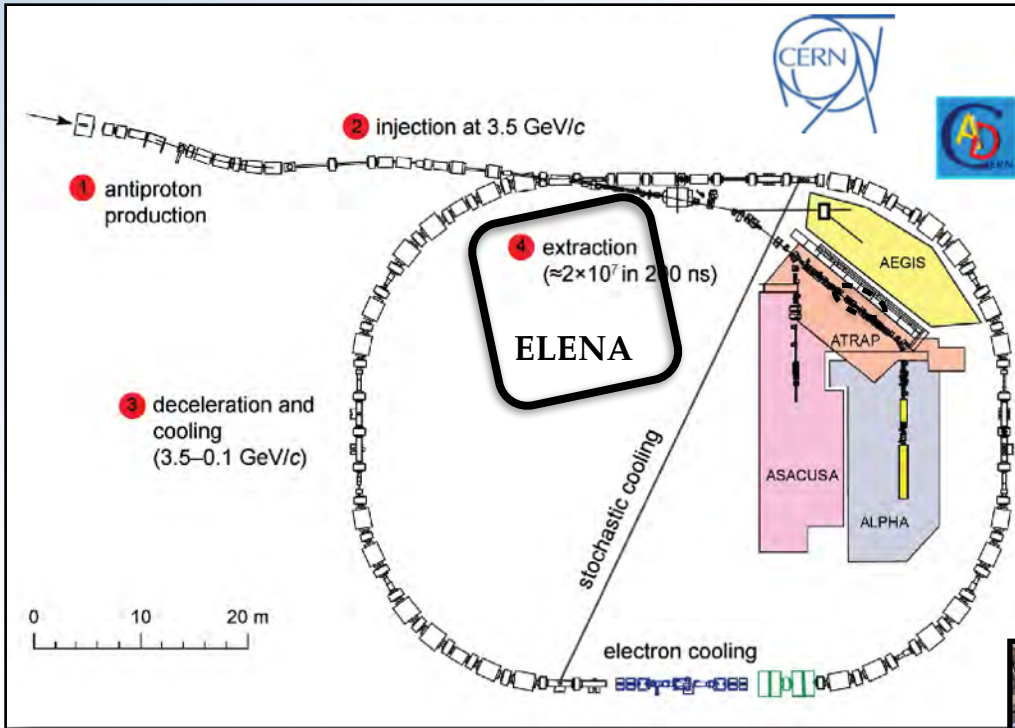 CERN
AD
CERN
2 injection at 3.5 GeV/c
1 antiproton
production
4 extraction
(≈2×10⁷ in 200 ns)
AEGIS
ELENA
ATRAP
3 deceleration and
cooling
(3.5–0.1 GeV/c)
stochastic cooling
ASACUSA
ALPHA
0 10 20 m
electron cooling